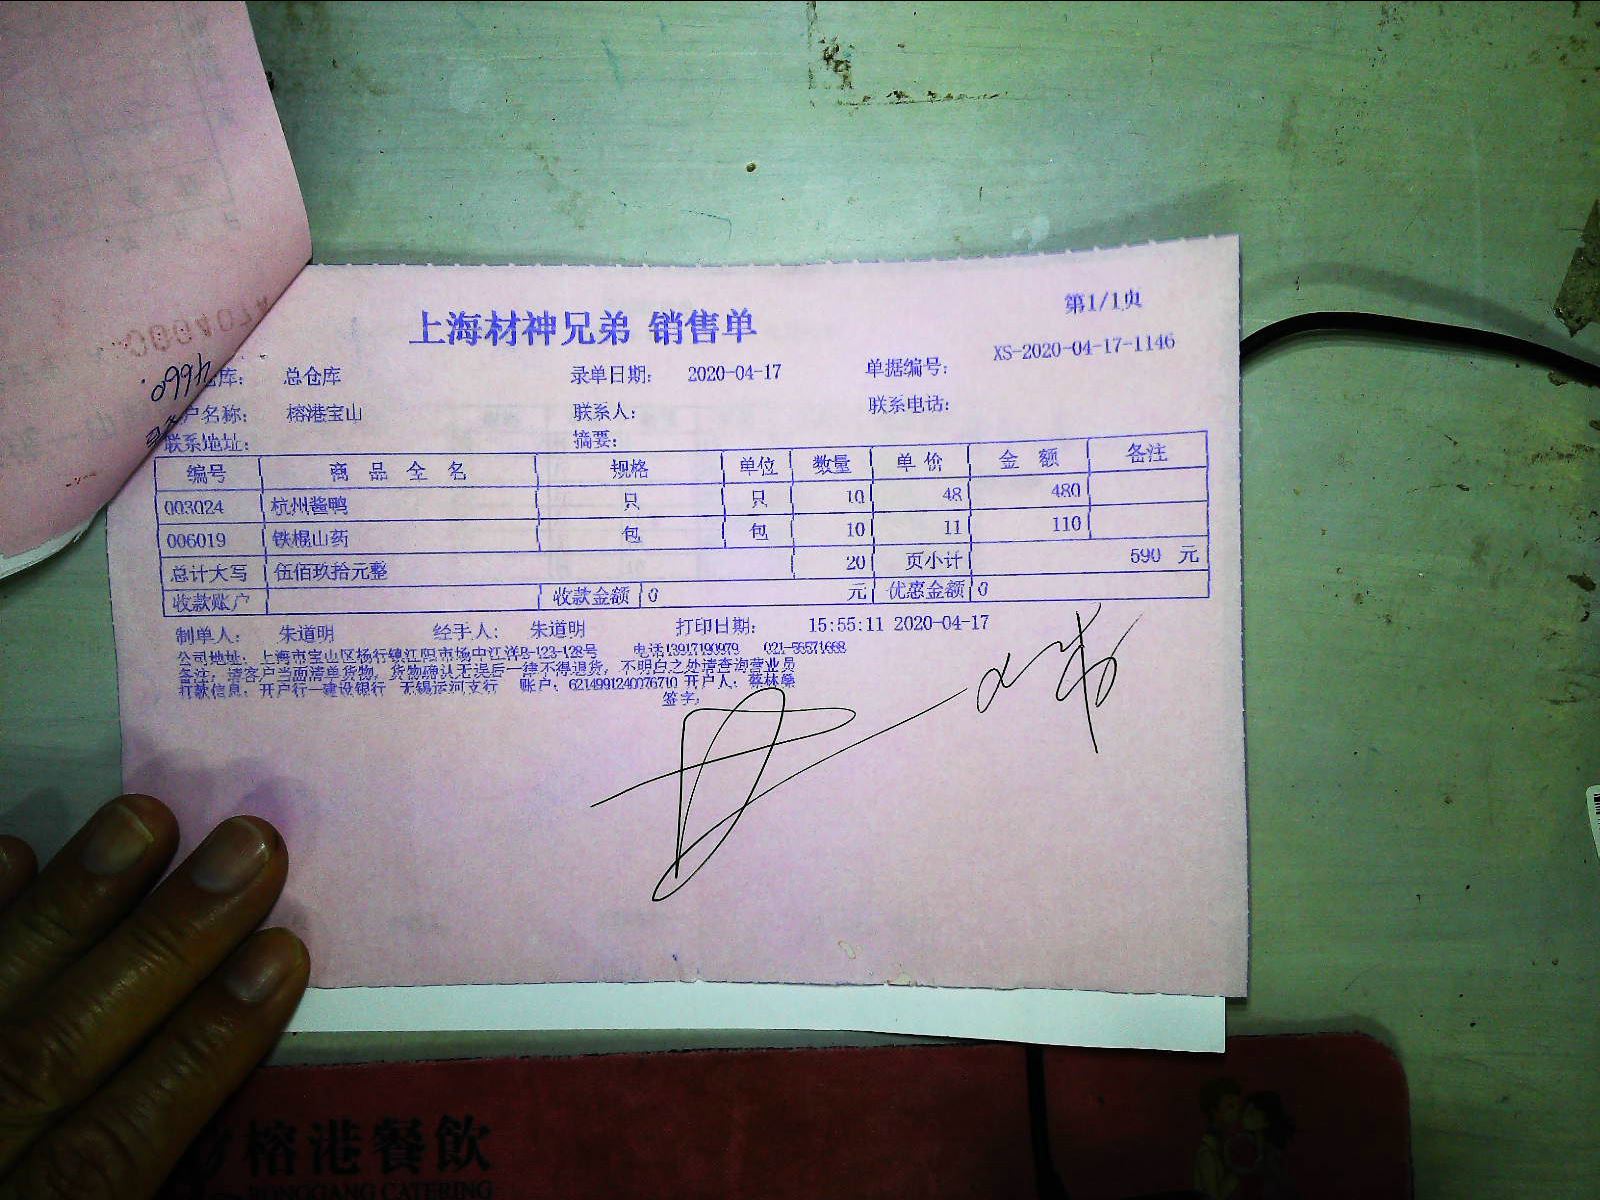 第1/1页
上海材神兄弟 销售单
库： 总仓库 录单日期： 2020-04-17 单据编号： XS-2020-04-17-1146
户名称： 榕港宝山 联系人： 联系电话：
联系地址： 摘要：
编号 商 品 全 名 规格 单位 数量 单 价 金 额 备注
003024 杭州酱鸭 只 只 10 48 480
006019 铁棍山药 包 包 10 11 110
总计大写 伍佰玖拾元整 20 页小计 590 元
收款账户 收款金额 0 元 优惠金额 0
制单人： 朱道明 经手人： 朱道明 打印日期： 15:55:11 2020-04-17
公司地址：上海市宝山区杨行镇江阳市场中江洋B-123-128号 电话13917190979 021-56571668
备注：请客户当面清单货物，货物确认无误后一律不得退货，不明白之处请查询营业员
打款信息：开户行—建设银行 无锡运河支行 账户：6214991240076710 开户人：蔡林燊
签字：
4660.
榕港餐飲
RONGGANG CATERING